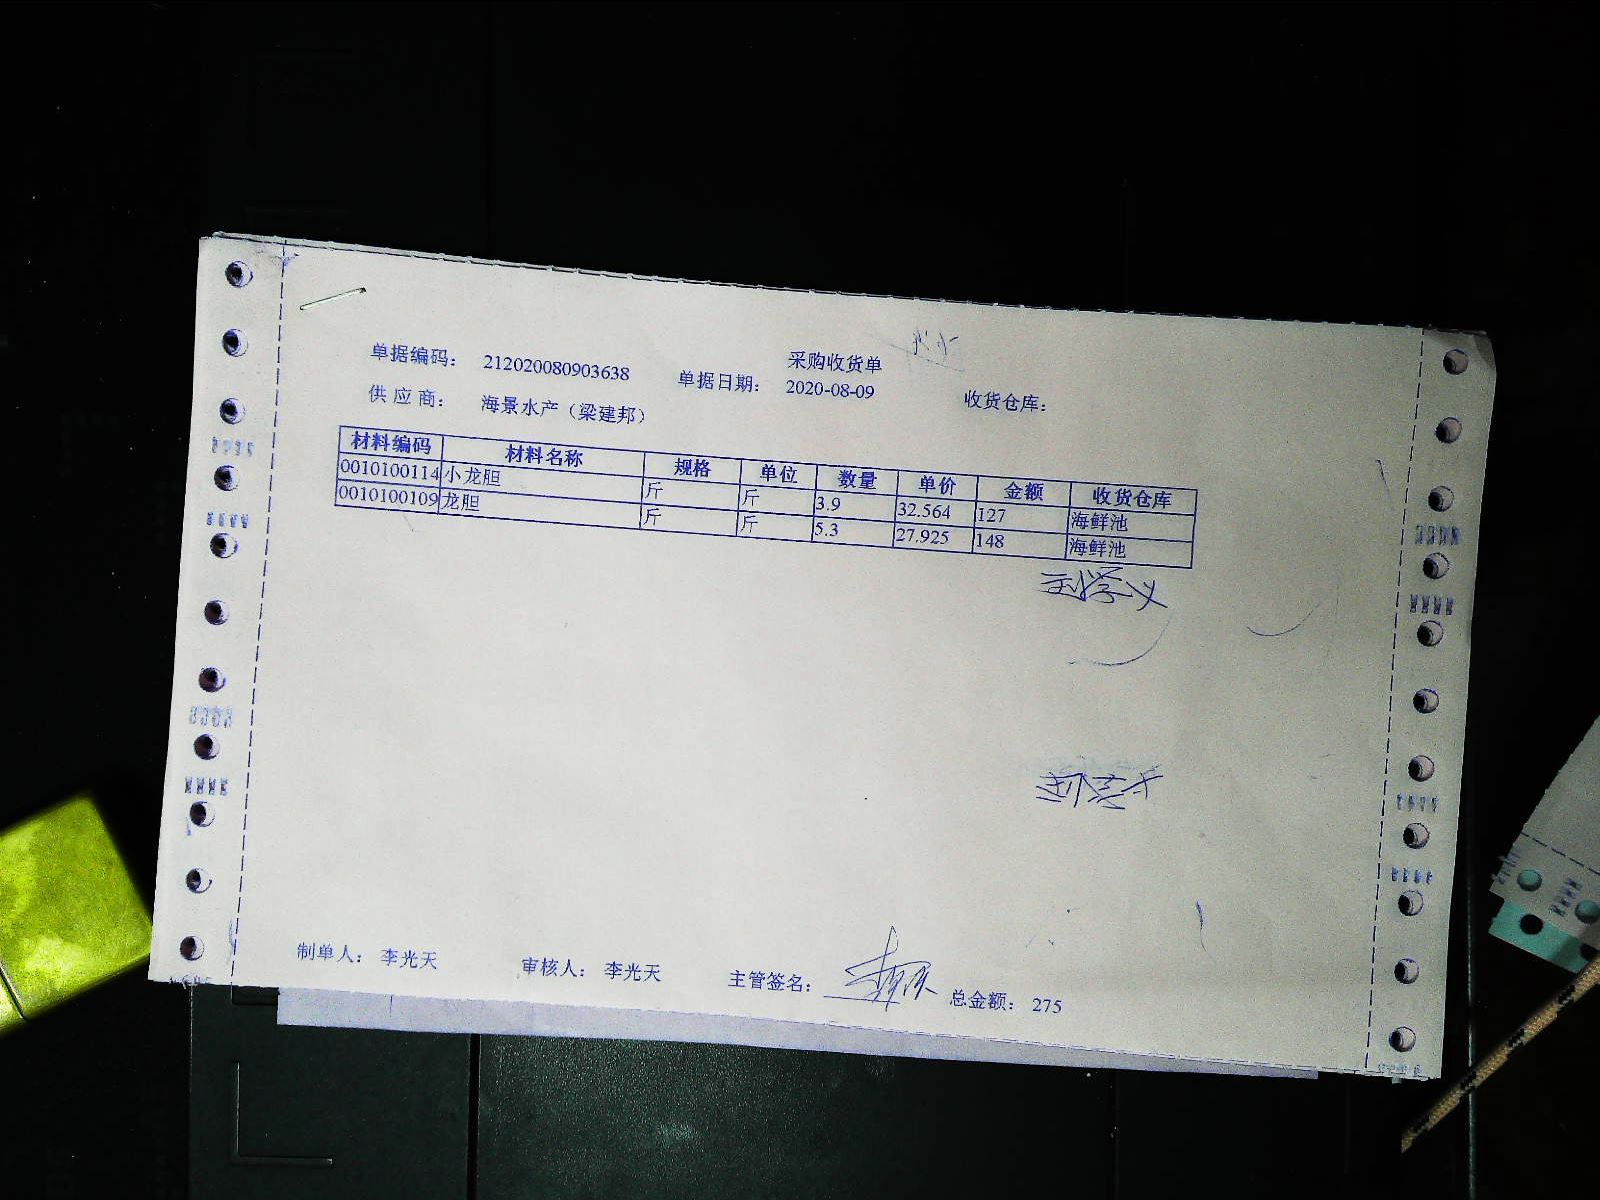 采购收货单
单据编码: 212020080903638 单据日期: 2020-08-09 收货仓库:
供应商: 海景水产（梁建邦）
材料编码 材料名称 规格 单位 数量 单价 金额 收货仓库
0010100114 小龙胆 斤 斤 3.9 32.564 127 海鲜池
0010100109 龙胆 斤 斤 5.3 27.925 148 海鲜池
刘学义
制单人: 李光天 审核人: 李光天 主管签名: 总金额: 275